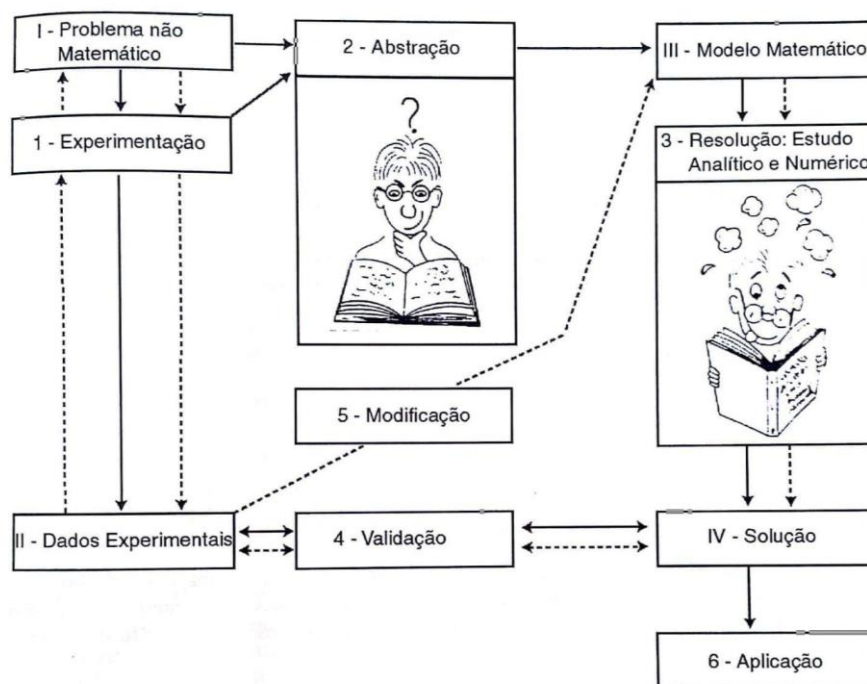 I - Problema não
Matemático
2 - Abstração
III - Modelo Matemático
1 - Experimentação
?
3 - Resolução: Estudo
Analítico e Numérico
5 - Modificação
II - Dados Experimentais
4 - Validação
IV - Solução
6 - Aplicação